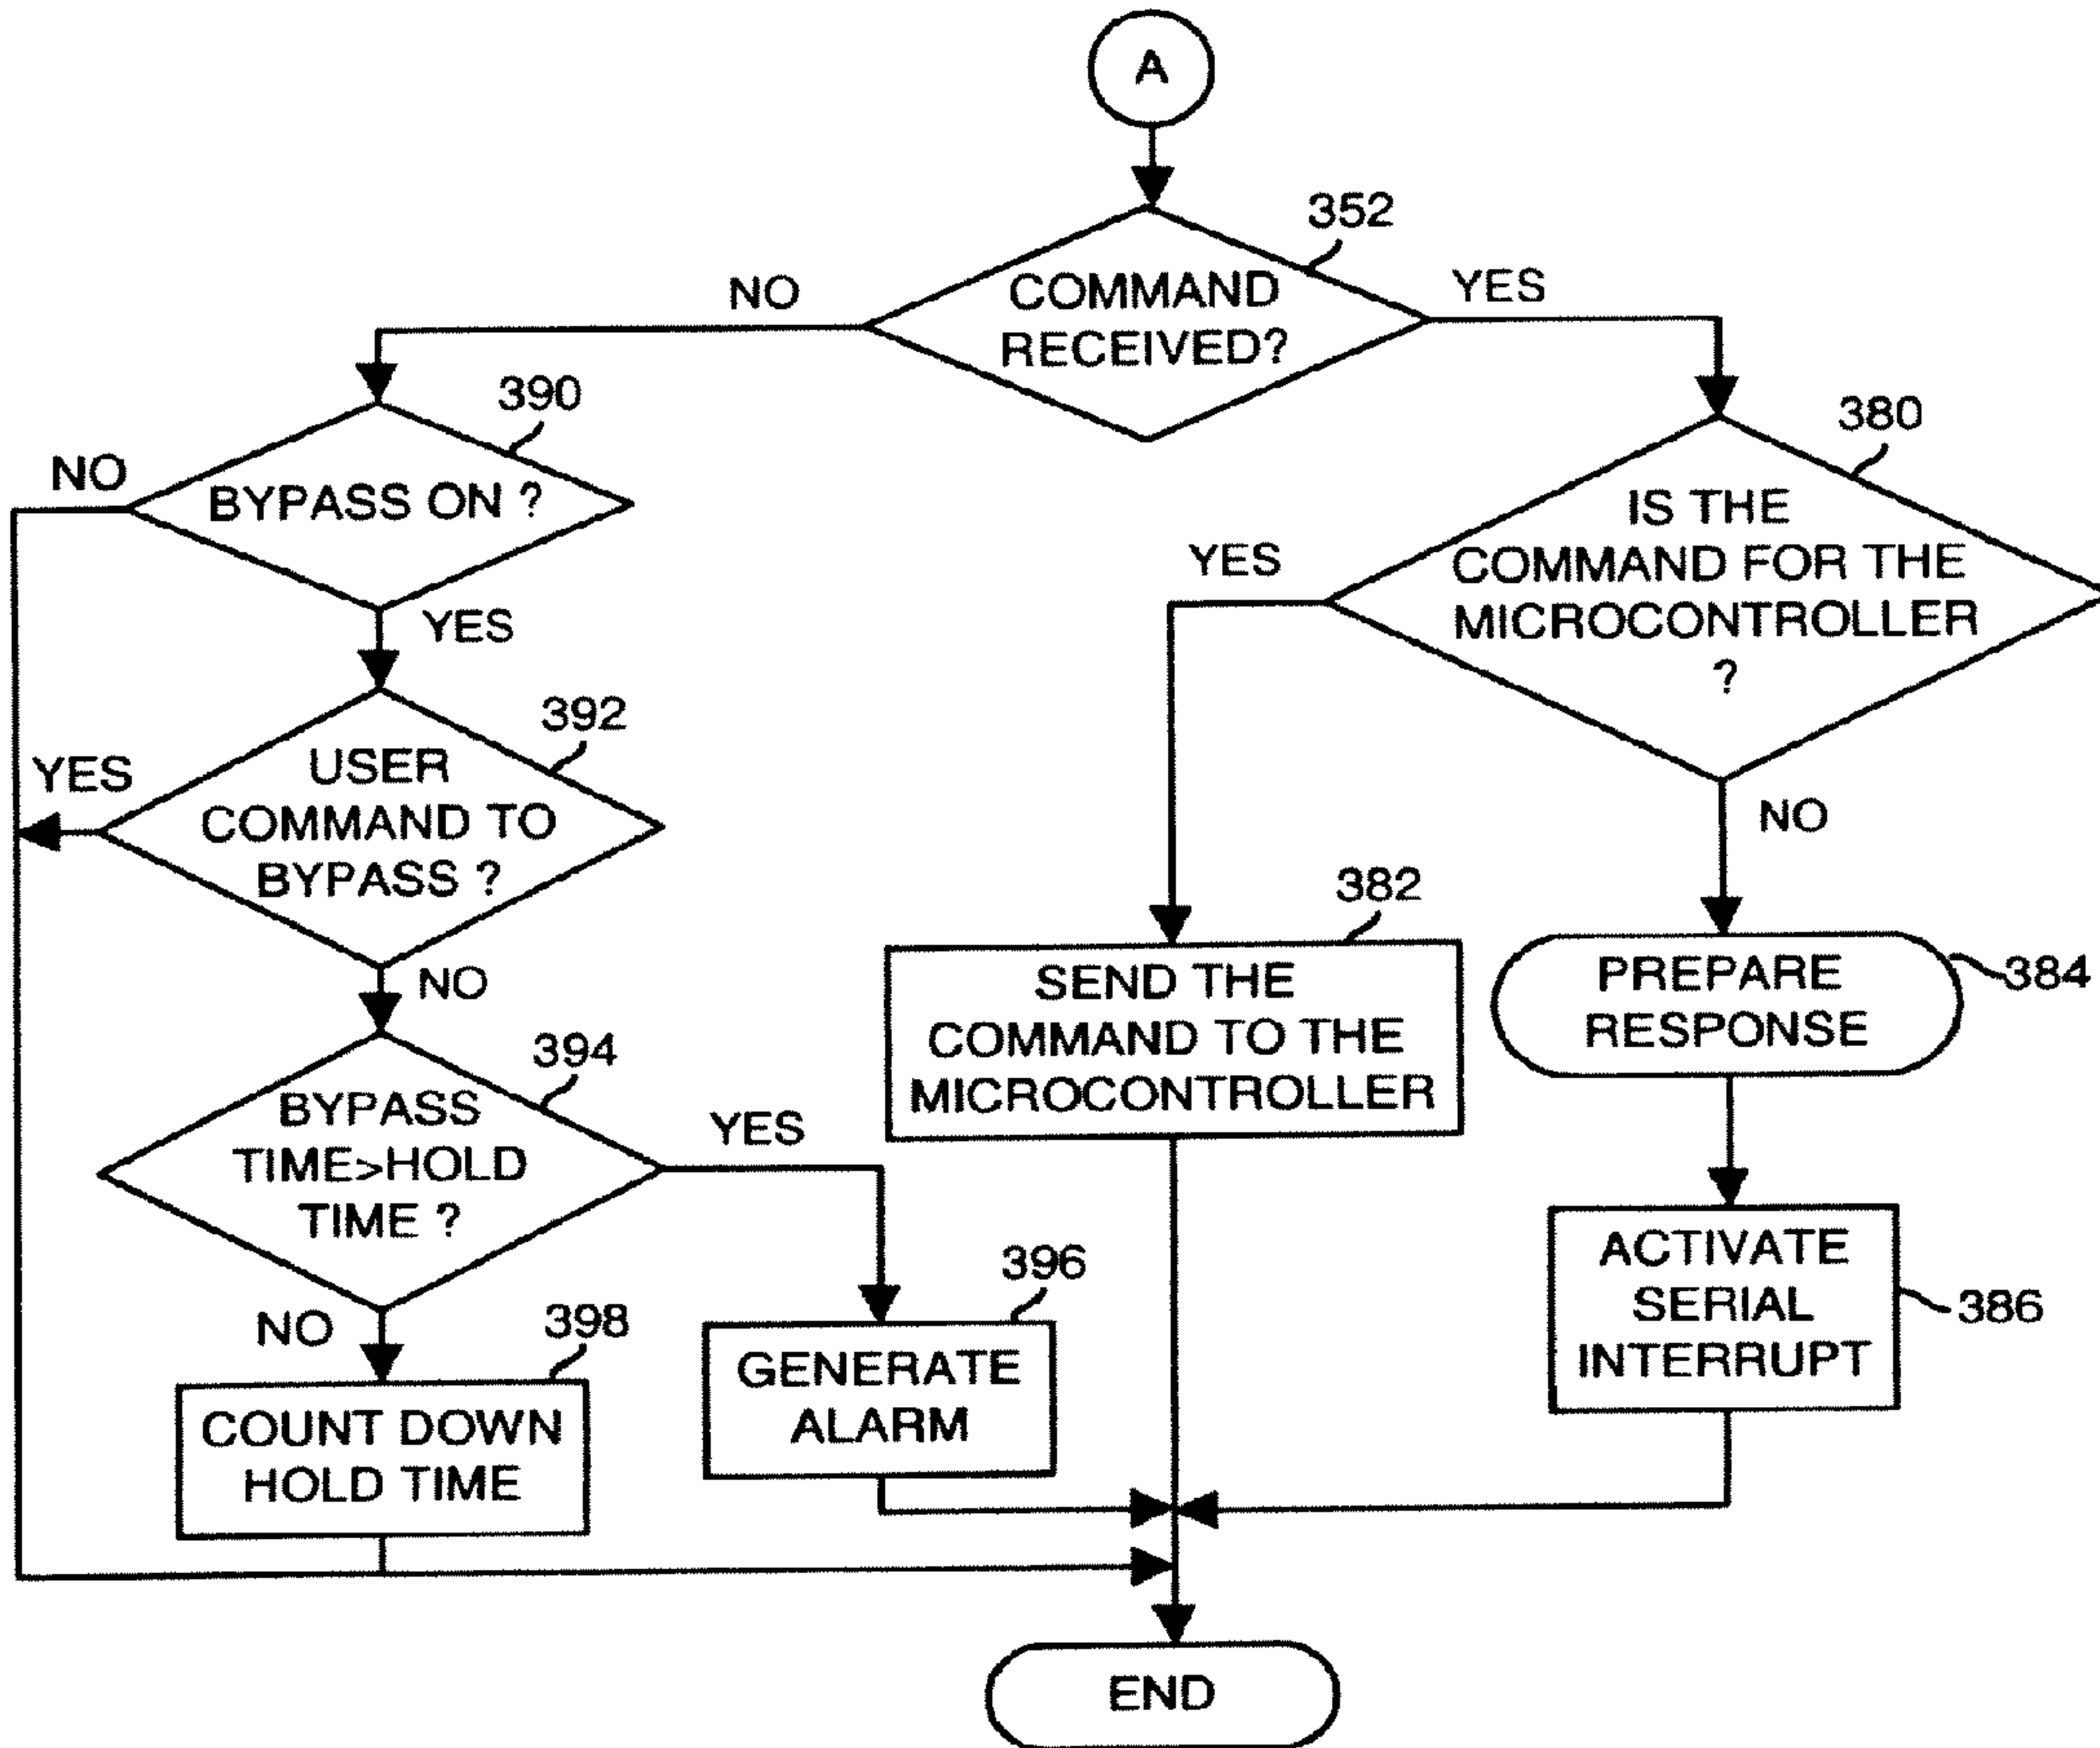 A
352
COMMAND
RECEIVED?
NO
YES
390
BYPASS ON ?
NO
YES
380
IS THE
COMMAND FOR THE
MICROCONTROLLER
?
YES
NO
392
USER
COMMAND TO
BYPASS ?
YES
NO
382
SEND THE
COMMAND TO THE
MICROCONTROLLER
384
PREPARE
RESPONSE
394
BYPASS
TIME>HOLD
TIME ?
YES
NO
386
ACTIVATE
SERIAL
INTERRUPT
396
GENERATE
ALARM
398
COUNT DOWN
HOLD TIME
END